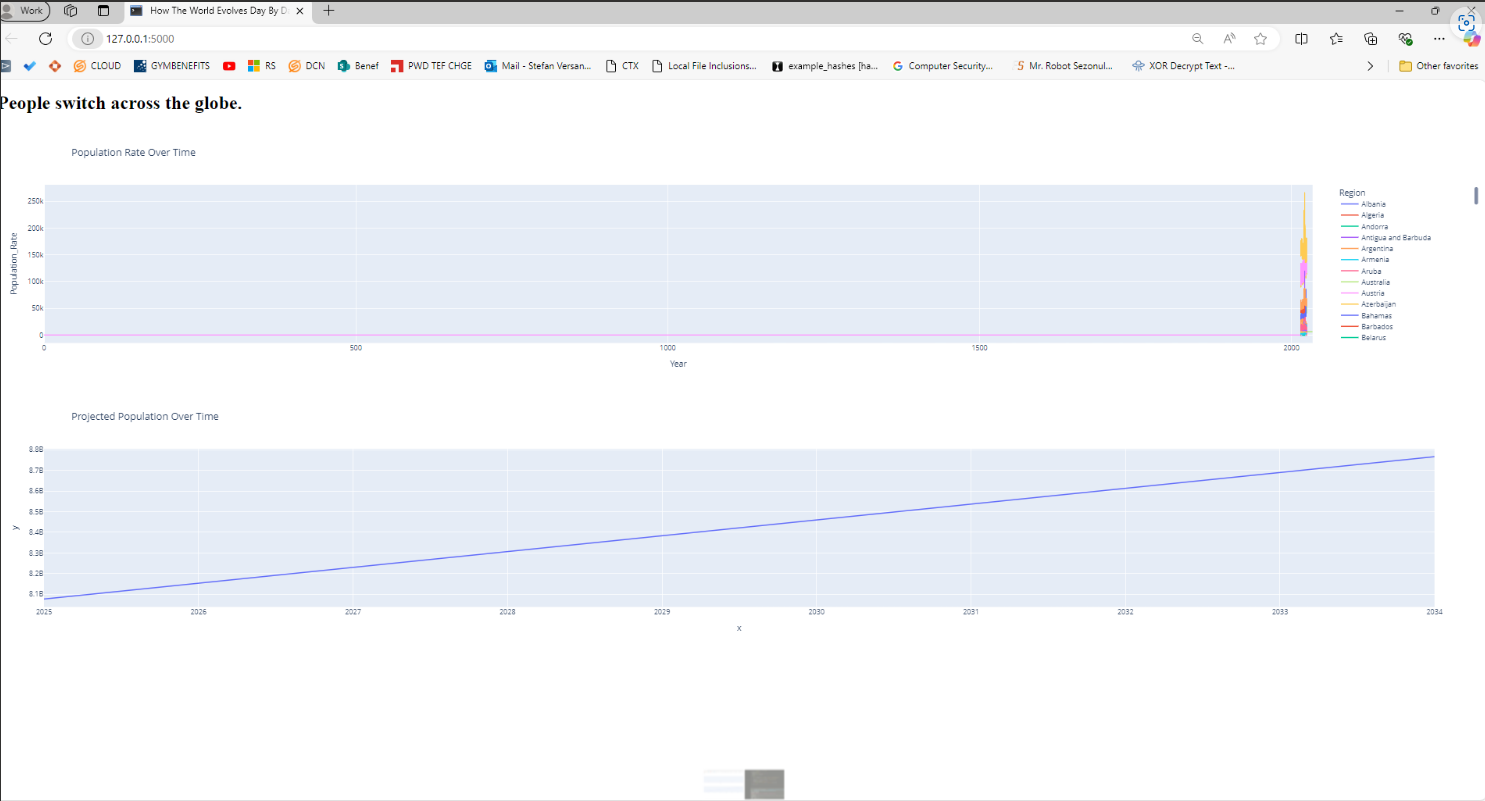 Work
How The World Evolves Day By D
127.0.0.1:5000
CLOUD GYMBENEFITS RS DCN Benef PWD TEF CHGE Mail - Stefan Versan... CTX Local File Inclusions... example_hashes [ha... Computer Security... Mr. Robot Sezonul... XOR Decrypt Text -... Other favorites
People switch across the globe.
Population Rate Over Time
Population_Rate
250k
200k
150k
100k
50k
0
0 500 1000 1500 2000
Year
Region
Albania
Algeria
Andorra
Antigua and Barbuda
Argentina
Armenia
Aruba
Australia
Austria
Azerbaijan
Bahamas
Barbados
Belarus
Projected Population Over Time
y
8.8B
8.7B
8.6B
8.5B
8.4B
8.3B
8.2B
8.1B
2025 2026 2027 2028 2029 2030 2031 2032 2033 2034
x